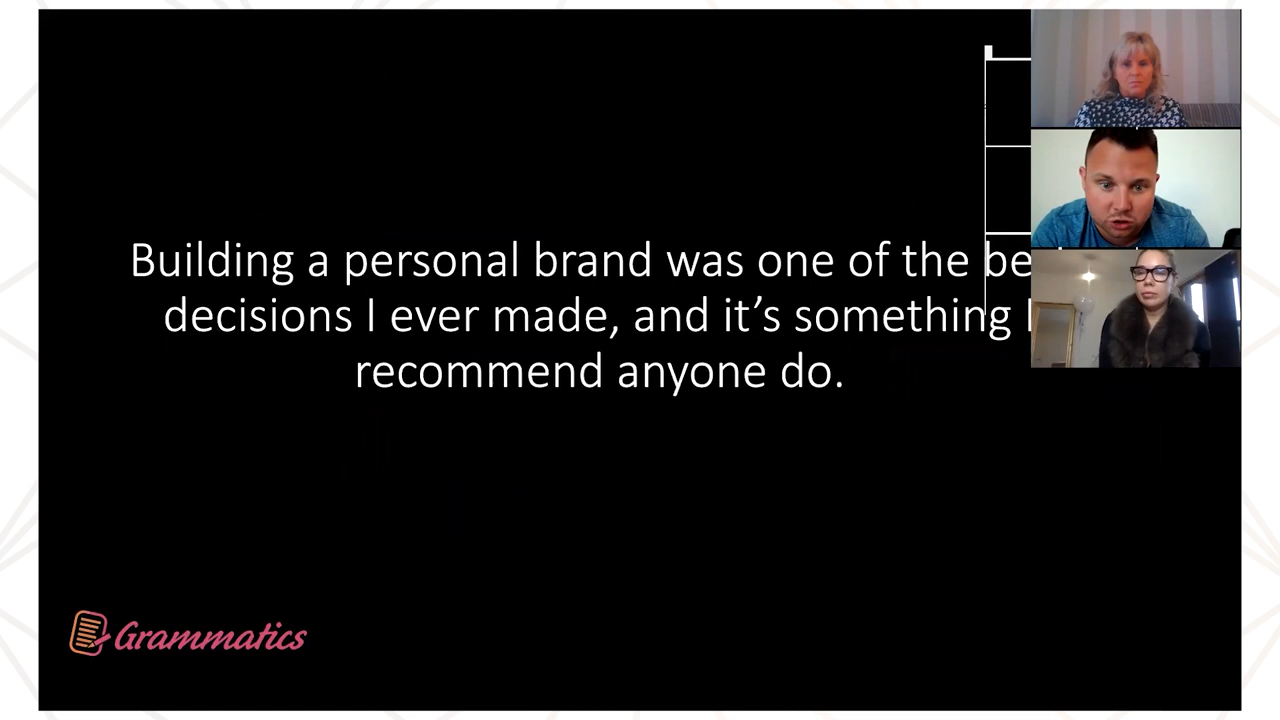 Building a personal brand was one of the be
decisions I ever made, and it’s something I
recommend anyone do.
Grammatics